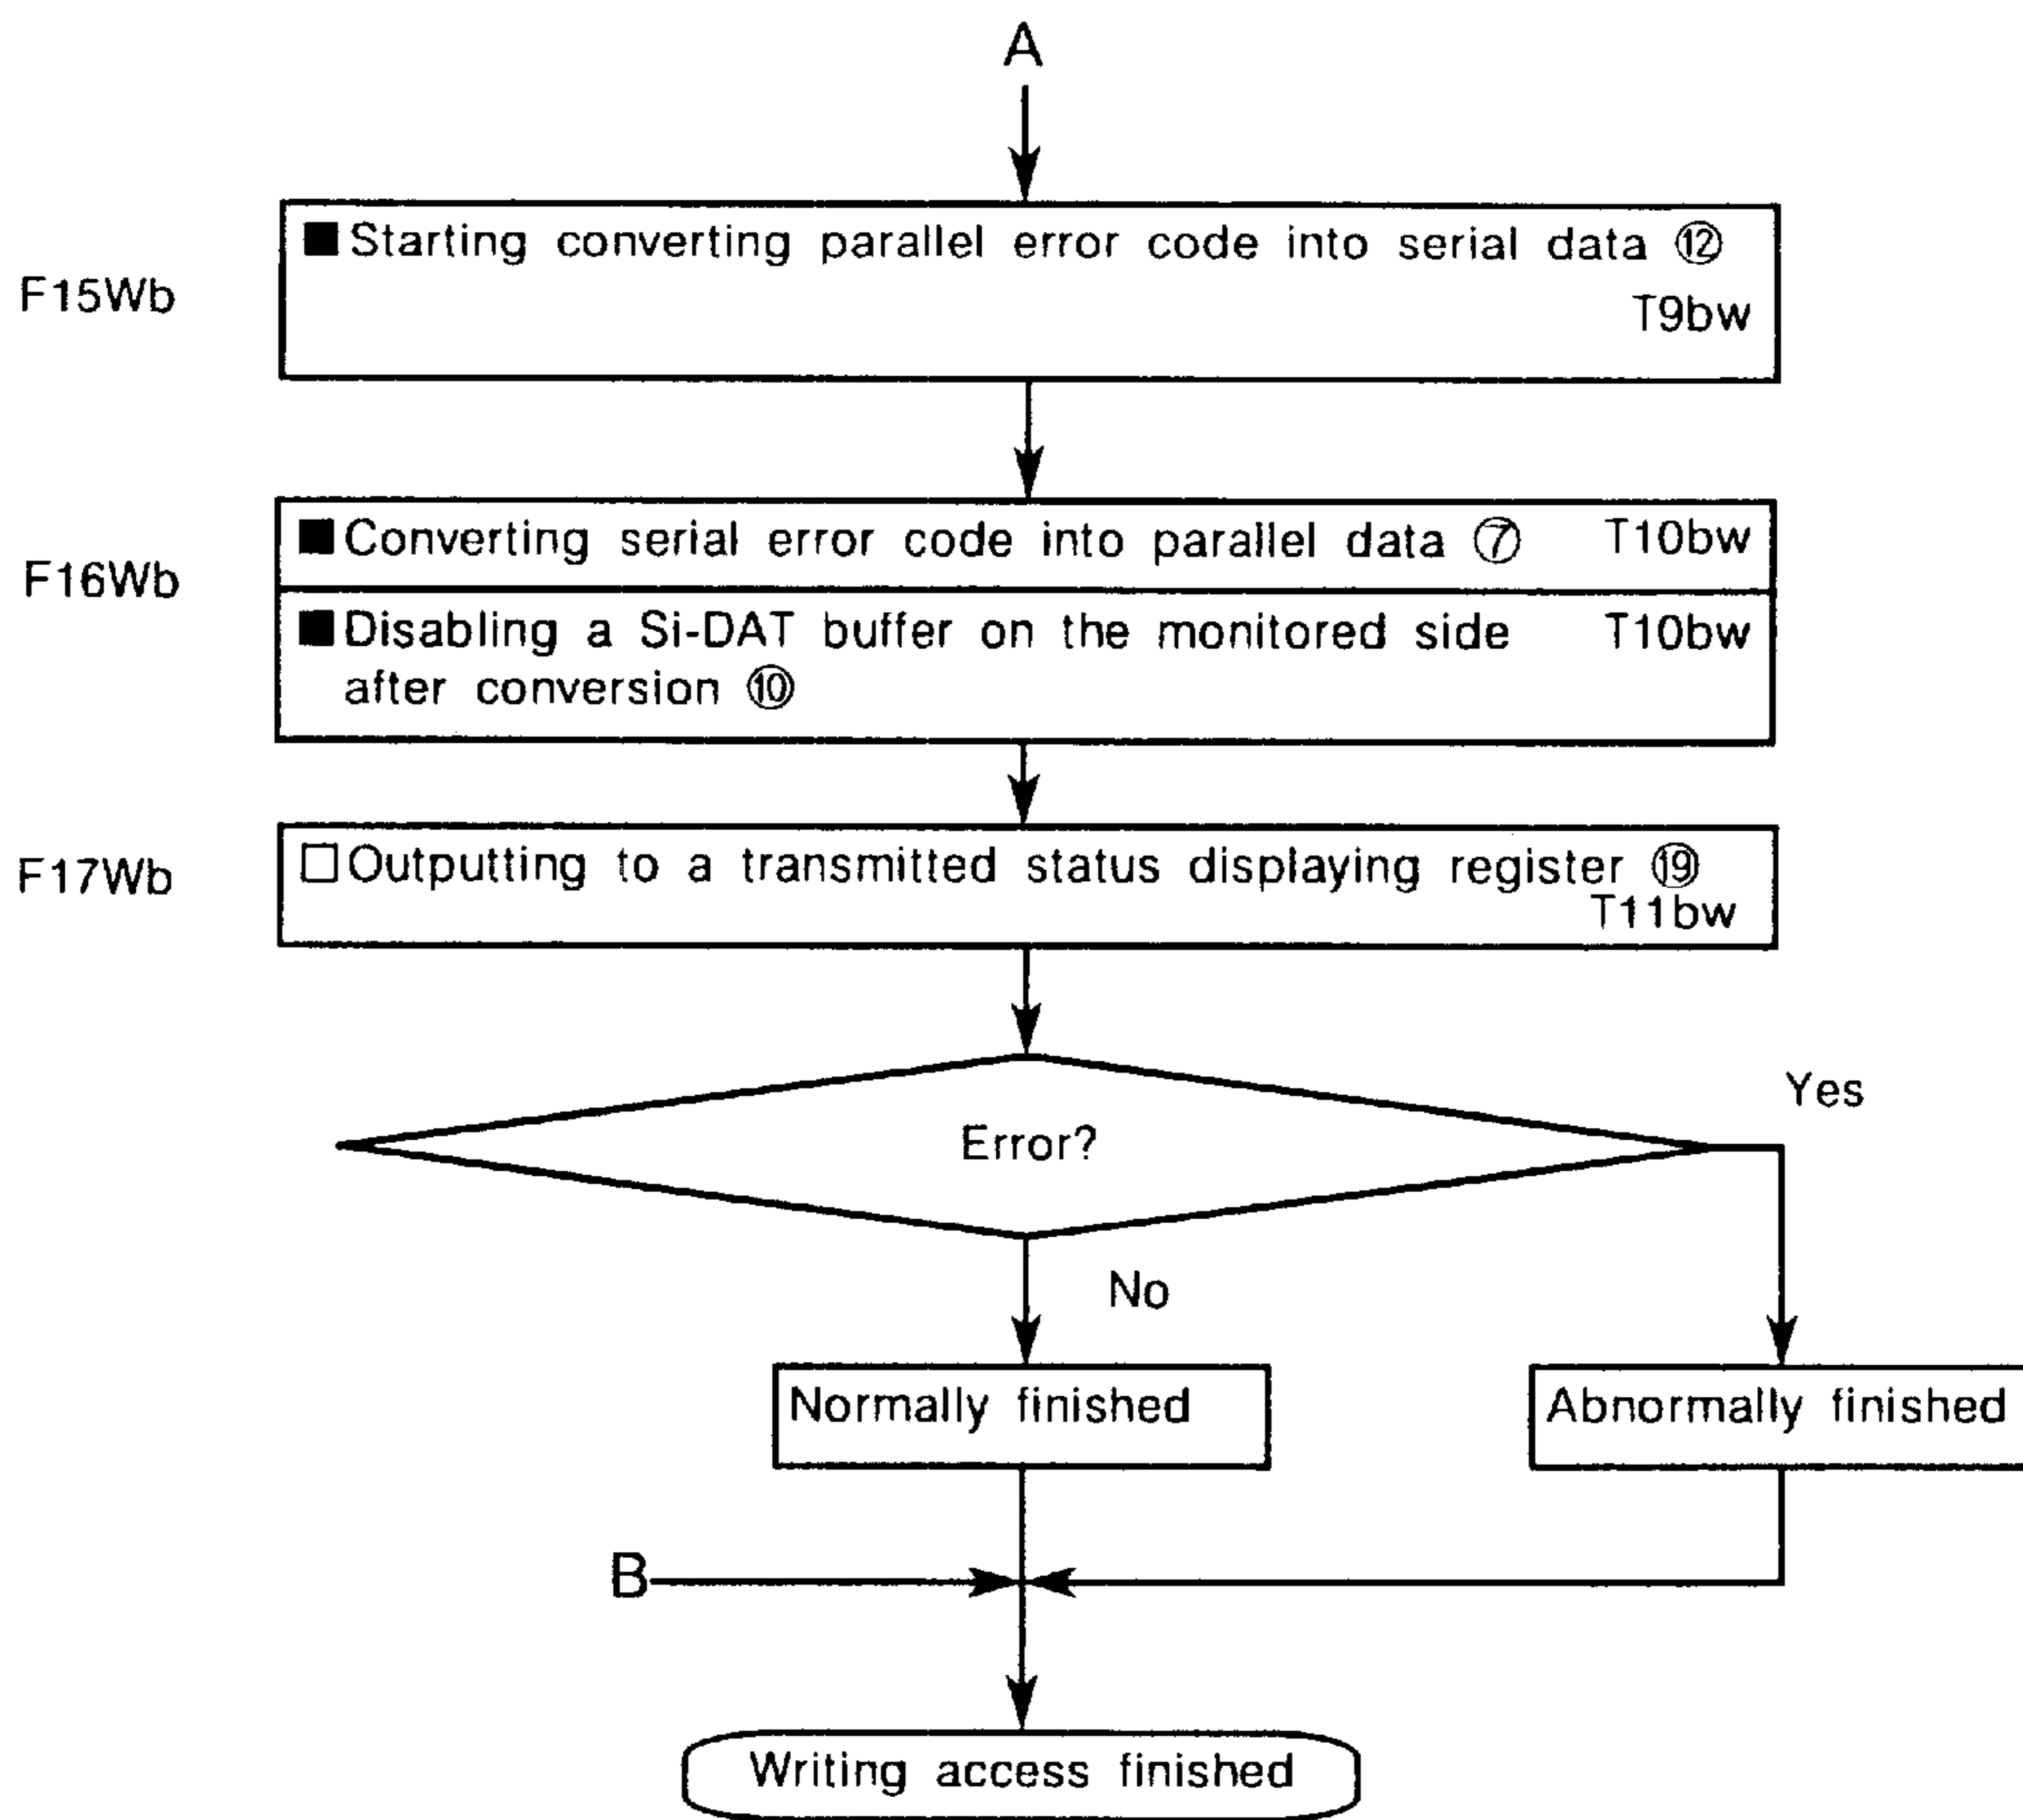 A
■Starting converting parallel error code into serial data ⑫
F15Wb
T9bw
■Converting serial error code into parallel data ⑦ T10bw
F16Wb
■Disabling a Si-DAT buffer on the monitored side T10bw
after conversion ⑩
F17Wb
□Outputting to a transmitted status displaying register ⑲
T11bw
Yes
Error?
No
Normally finished
Abnormally finished
B
Writing access finished